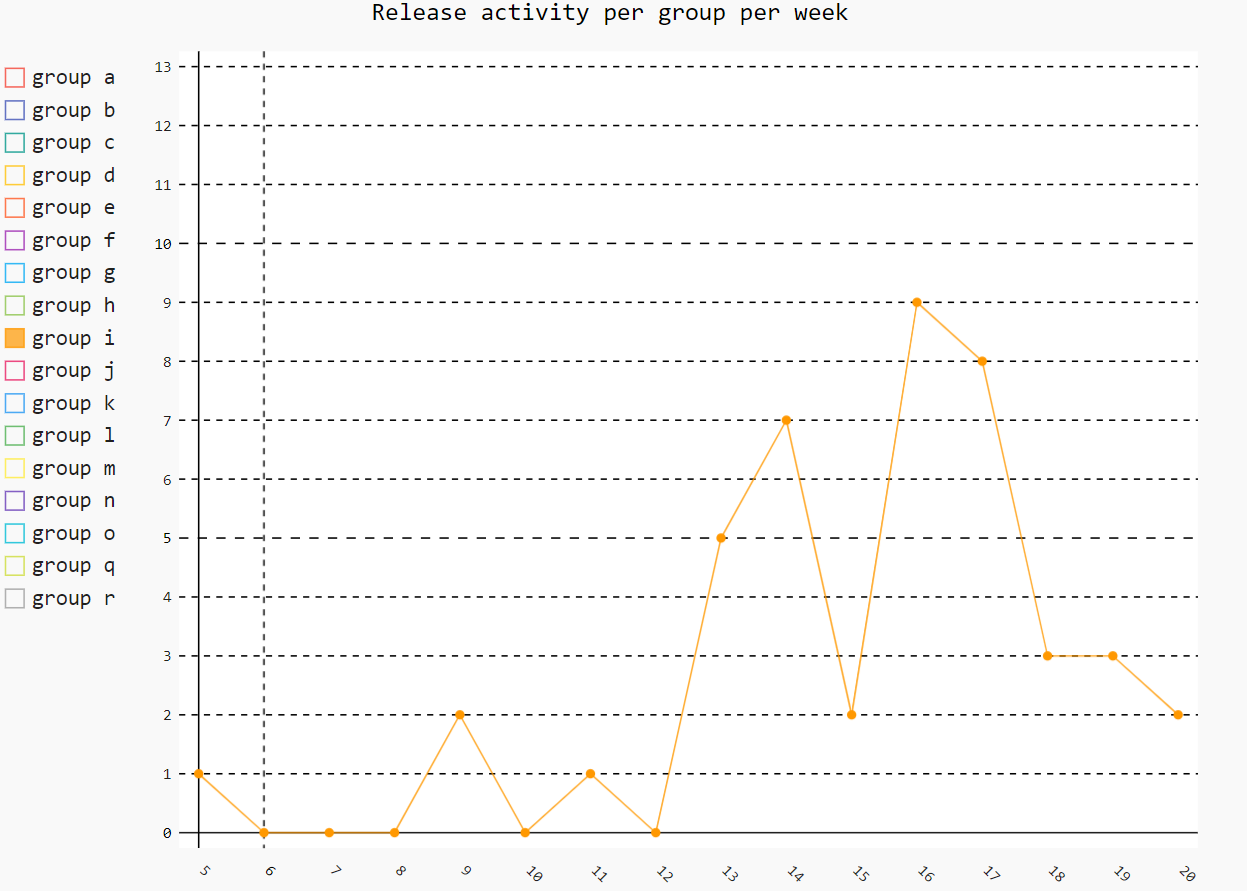 Release activity per group per week
group a
group b
group c
group d
group e
group f
group g
group h
group i
group j
group k
group l
group m
group n
group o
group q
group r
13
12
11
10
9
8
7
6
5
4
3
2
1
0
5 6 7 8 9 10 11 12 13 14 15 16 17 18 19 20